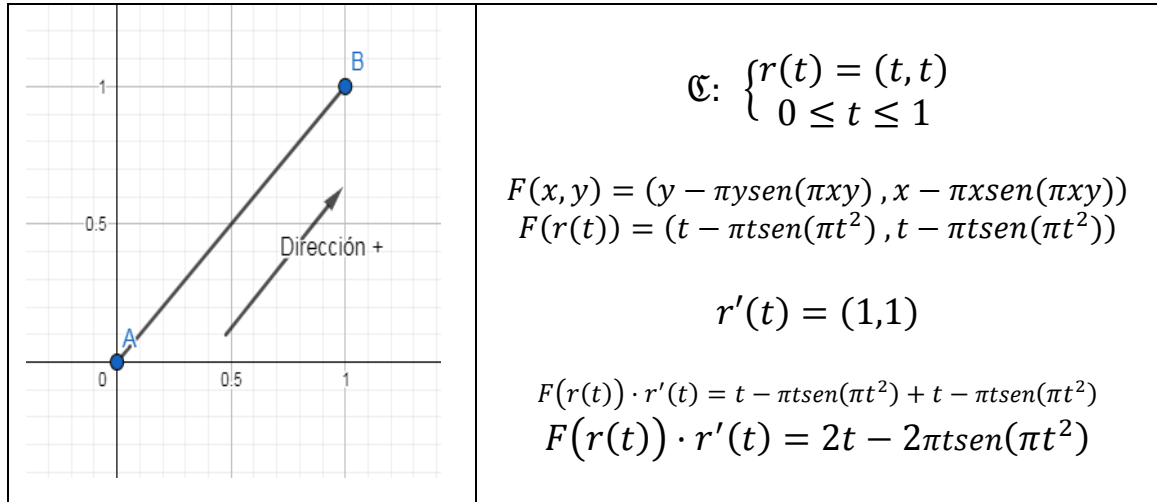 B
1
0.5
Dirección +
A
0
0.5
1
ℭ: {r(t) = (t, t)
0 ≤ t ≤ 1
F(x, y) = (y − πysen(πxy) , x − πxsen(πxy))
F(r(t)) = (t − πtsen(πt²) , t − πtsen(πt²))
r′(t) = (1,1)
F(r(t)) · r′(t) = t − πtsen(πt²) + t − πtsen(πt²)
F(r(t)) · r′(t) = 2t − 2πtsen(πt²)